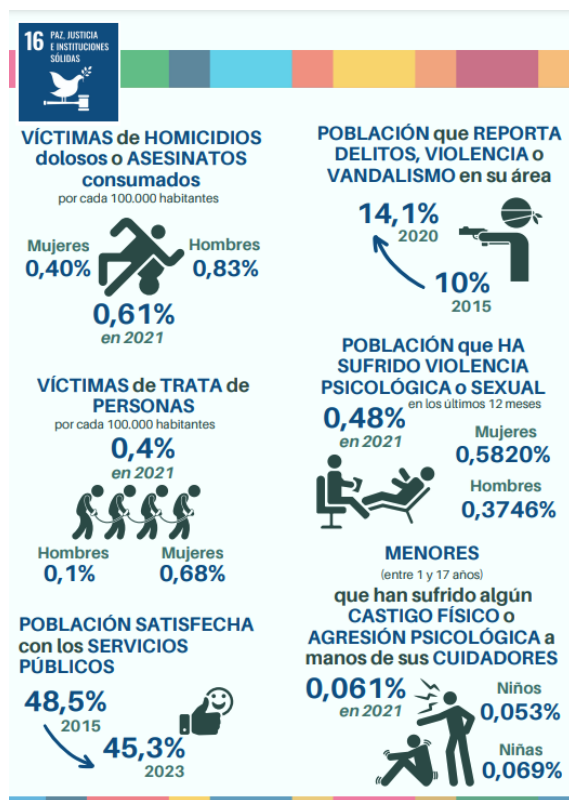 16 PAZ, JUSTICIA
E INSTITUCIONES
SÓLIDAS
VÍCTIMAS de HOMICIDIOS
dolosos o ASESINATOS
consumados
por cada 100.000 habitantes
Mujeres
0,40%
Hombres
0,83%
0,61%
en 2021
POBLACIÓN que REPORTA
DELITOS, VIOLENCIA o
VANDALISMO en su área
14,1%
2020
10%
2015
VÍCTIMAS de TRATA de
PERSONAS
por cada 100.000 habitantes
0,4%
en 2021
Hombres
0,1%
Mujeres
0,68%
POBLACIÓN que HA
SUFRIDO VIOLENCIA
PSICOLÓGICA o SEXUAL
en los últimos 12 meses
0,48%
en 2021
Mujeres
0,5820%
Hombres
0,3746%
POBLACIÓN SATISFECHA
con los SERVICIOS
PÚBLICOS
48,5%
2015
45,3%
2023
MENORES
(entre 1 y 17 años)
que han sufrido algún
CASTIGO FÍSICO o
AGRESIÓN PSICOLÓGICA a
manos de sus CUIDADORES
0,061%
en 2021
Niños
0,053%
Niñas
0,069%